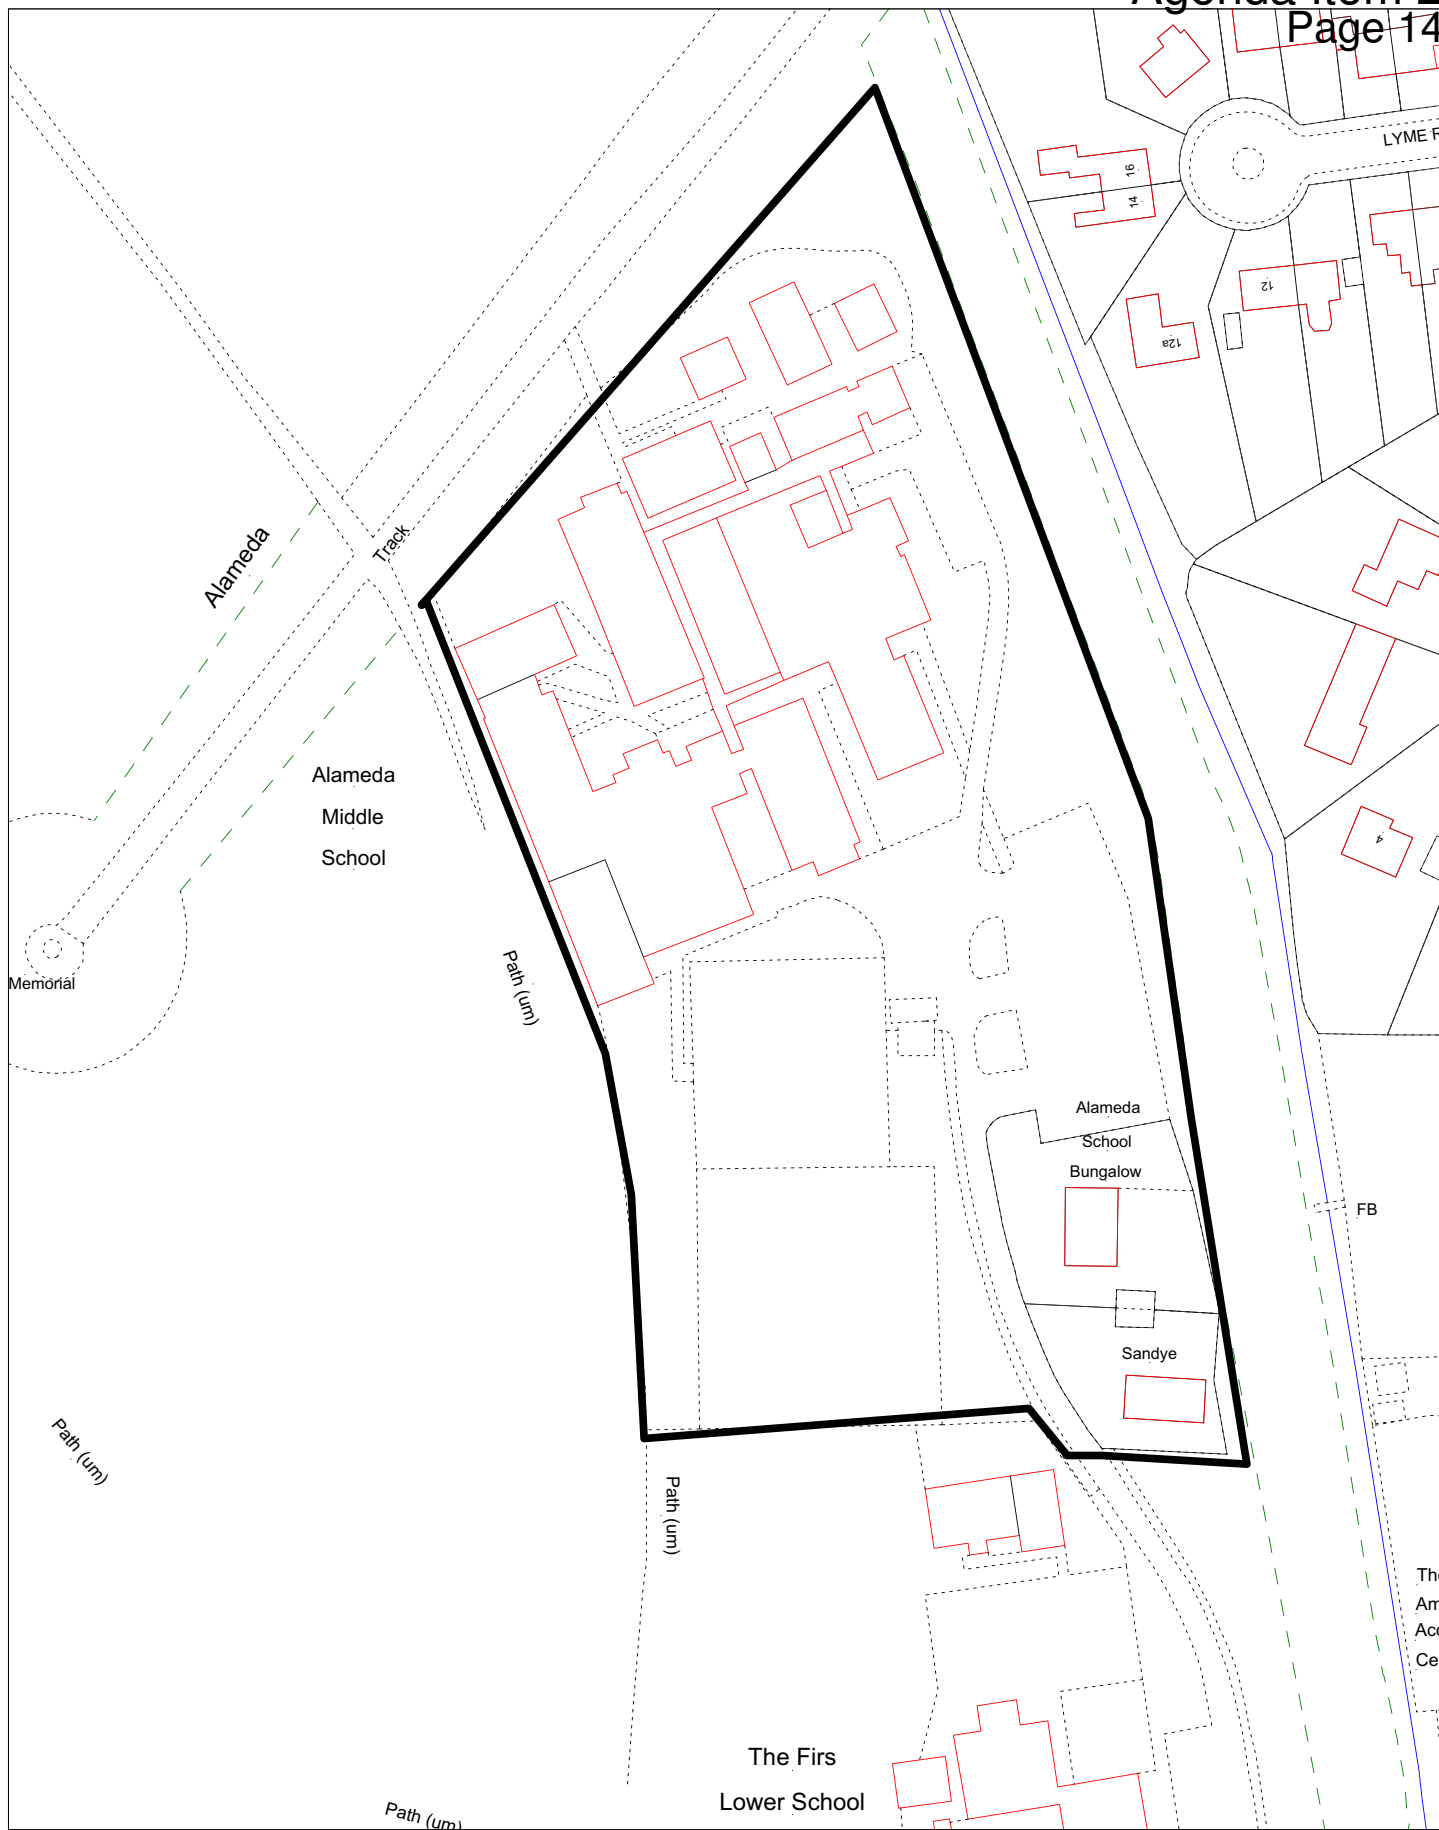 Agenda Item
Page 14
LYME
16
14
12
12a
Alameda
Track
Alameda
Middle
School
4
Memorial
Path (um)
Alameda
School
Bungalow
FB
Sandye
Path (um)
Path (um)
The Firs
Lower School
Path (um)